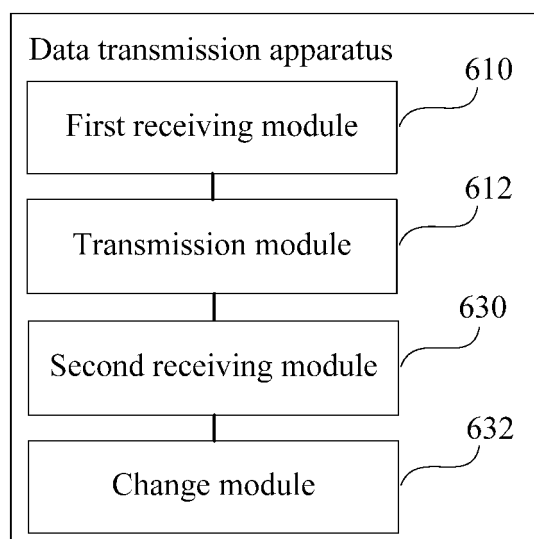 Data transmission apparatus
610
First receiving module
612
Transmission module
630
Second receiving module
632
Change module